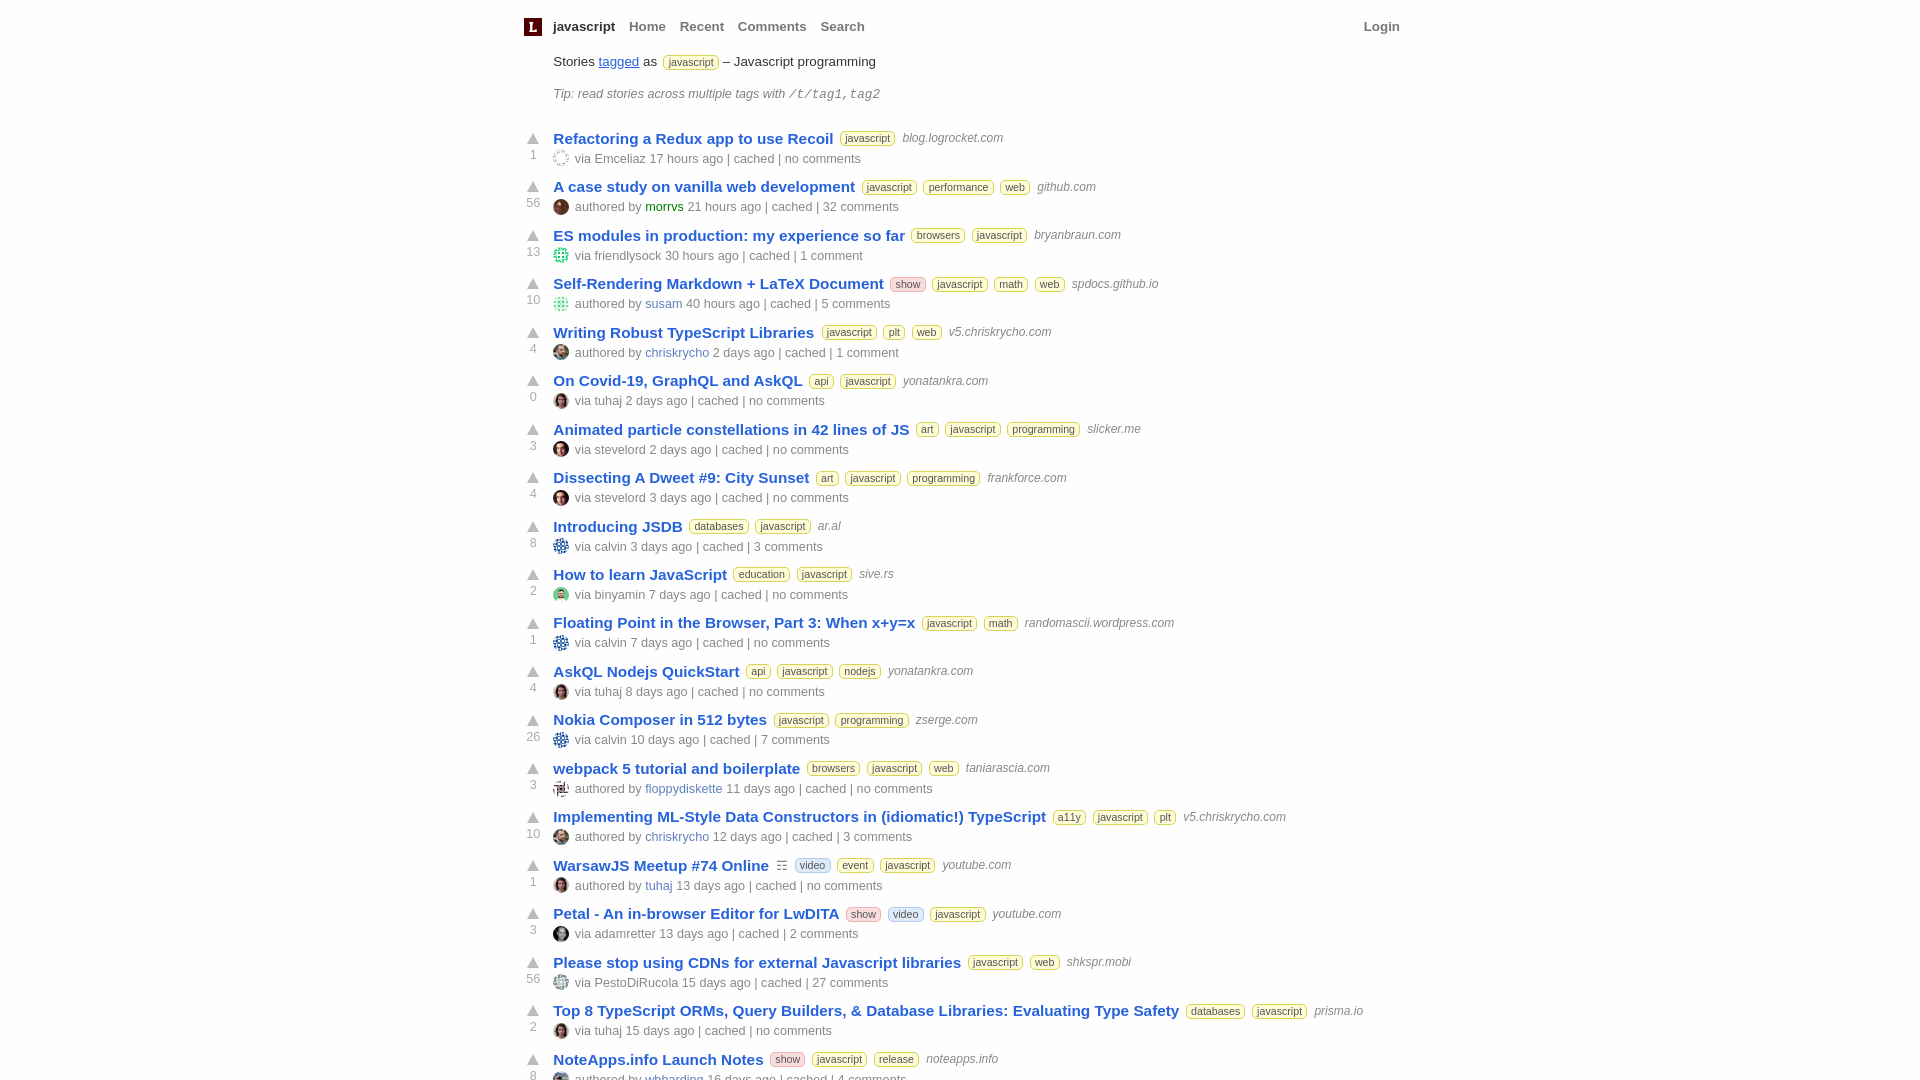 L javascript Home Recent Comments Search Login
Stories tagged as javascript – Javascript programming
Tip: read stories across multiple tags with /t/tag1,tag2
Refactoring a Redux app to use Recoil javascript blog.logrocket.com
1 via Emceliaz 17 hours ago | cached | no comments
A case study on vanilla web development javascript performance web github.com
56 authored by morrvs 21 hours ago | cached | 32 comments
ES modules in production: my experience so far browsers javascript bryanbraun.com
13 via friendlysock 30 hours ago | cached | 1 comment
Self-Rendering Markdown + LaTeX Document show javascript math web spdocs.github.io
10 authored by susam 40 hours ago | cached | 5 comments
Writing Robust TypeScript Libraries javascript plt web v5.chriskrycho.com
4 authored by chriskrycho 2 days ago | cached | 1 comment
On Covid-19, GraphQL and AskQL api javascript yonatankra.com
0 via tuhaj 2 days ago | cached | no comments
Animated particle constellations in 42 lines of JS art javascript programming slicker.me
3 via stevelord 2 days ago | cached | no comments
Dissecting A Dweet #9: City Sunset art javascript programming frankforce.com
4 via stevelord 3 days ago | cached | no comments
Introducing JSDB databases javascript ar.al
8 via calvin 3 days ago | cached | 3 comments
How to learn JavaScript education javascript sive.rs
2 via binyamin 7 days ago | cached | no comments
Floating Point in the Browser, Part 3: When x+y=x javascript math randomascii.wordpress.com
1 via calvin 7 days ago | cached | no comments
AskQL Nodejs QuickStart api javascript nodejs yonatankra.com
4 via tuhaj 8 days ago | cached | no comments
Nokia Composer in 512 bytes javascript programming zserge.com
26 via calvin 10 days ago | cached | 7 comments
webpack 5 tutorial and boilerplate browsers javascript web taniarascia.com
3 authored by floppydiskette 11 days ago | cached | no comments
Implementing ML-Style Data Constructors in (idiomatic!) TypeScript a11y javascript plt v5.chriskrycho.com
10 authored by chriskrycho 12 days ago | cached | 3 comments
WarsawJS Meetup #74 Online ☶ video event javascript youtube.com
1 authored by tuhaj 13 days ago | cached | no comments
Petal - An in-browser Editor for LwDITA show video javascript youtube.com
3 via adamretter 13 days ago | cached | 2 comments
Please stop using CDNs for external Javascript libraries javascript web shkspr.mobi
56 via PestoDiRucola 15 days ago | cached | 27 comments
Top 8 TypeScript ORMs, Query Builders, & Database Libraries: Evaluating Type Safety databases javascript prisma.io
2 via tuhaj 15 days ago | cached | no comments
NoteApps.info Launch Notes show javascript release noteapps.info
8 authored by wbharding 16 days ago | cached | 4 comments